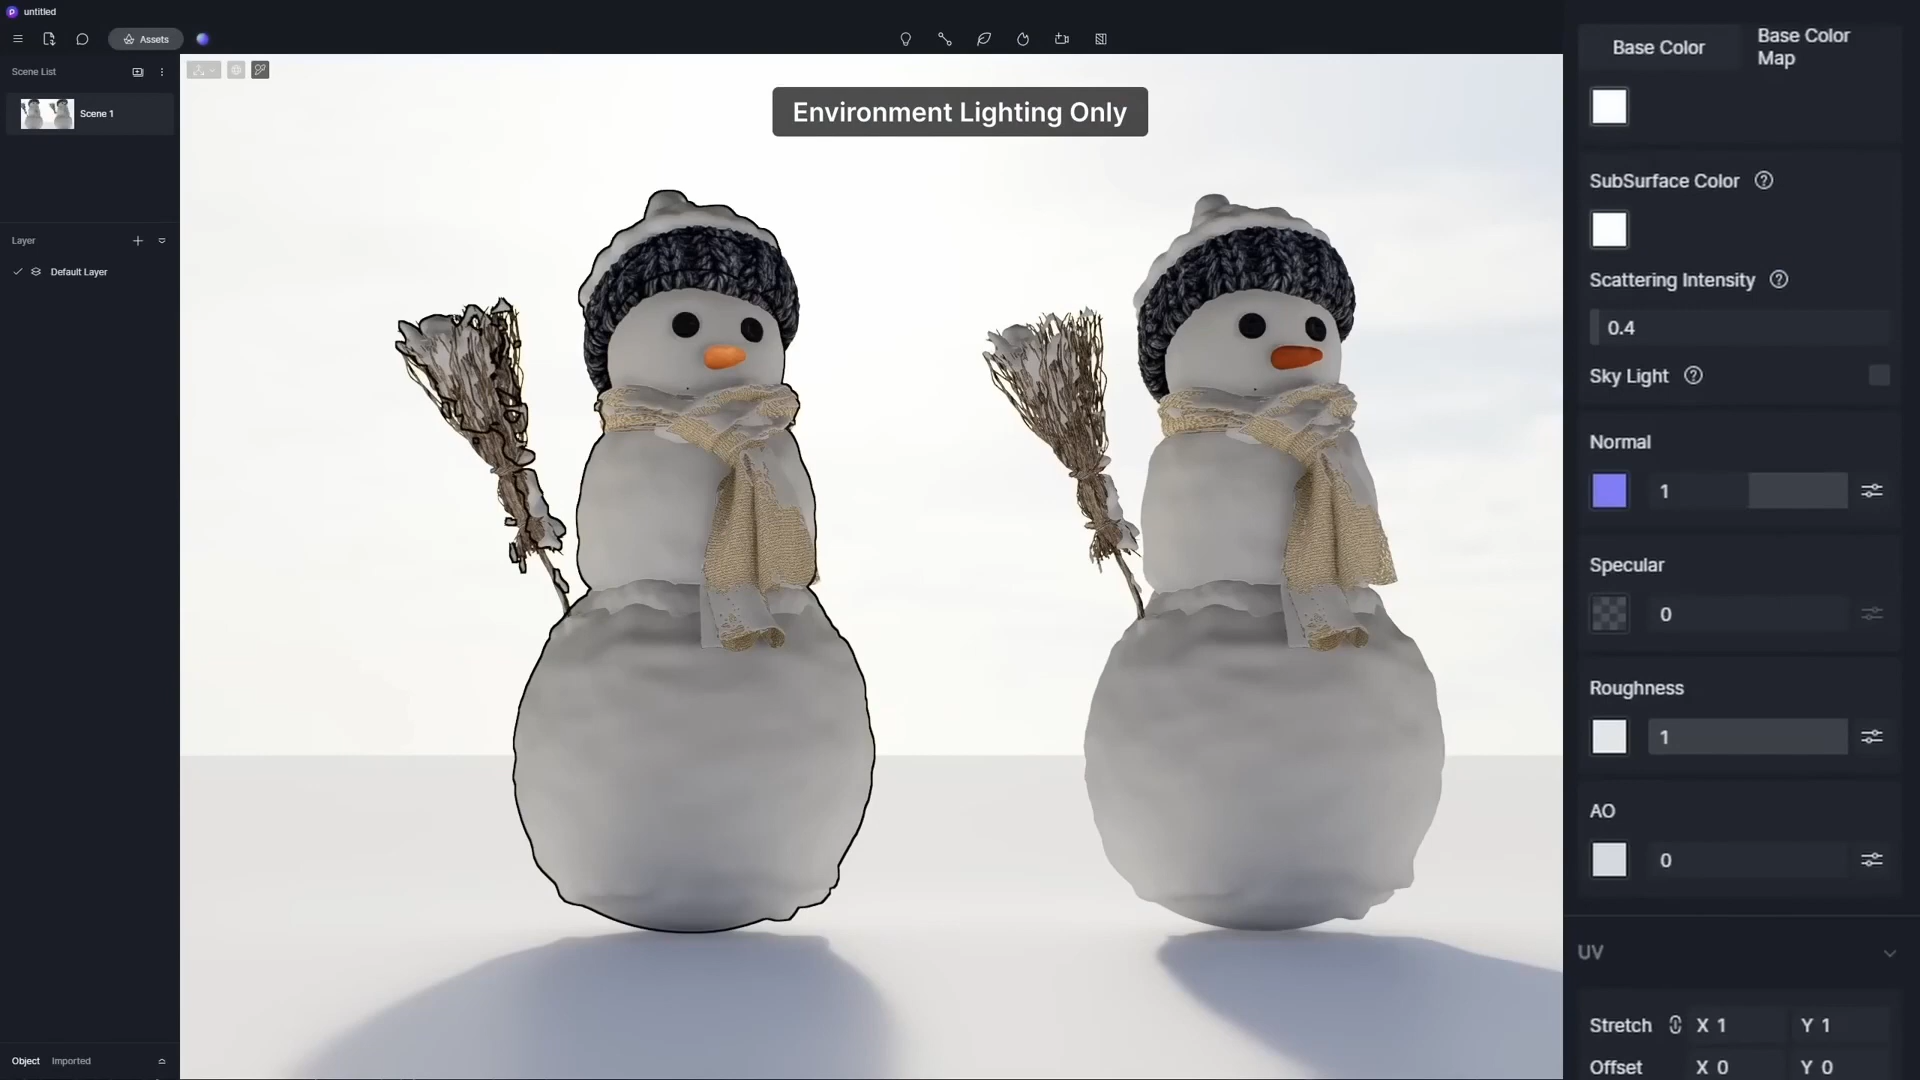 untitled
Assets
Scene List
Scene 1
Layer
Default Layer
Object
Imported
Environment Lighting Only
Base Color
Base Color
Map
SubSurface Color
Scattering Intensity
0.4
Sky Light
Normal
1
Specular
0
Roughness
1
AO
0
UV
Stretch
X 1
Y 1
Offset
X 0
Y 0